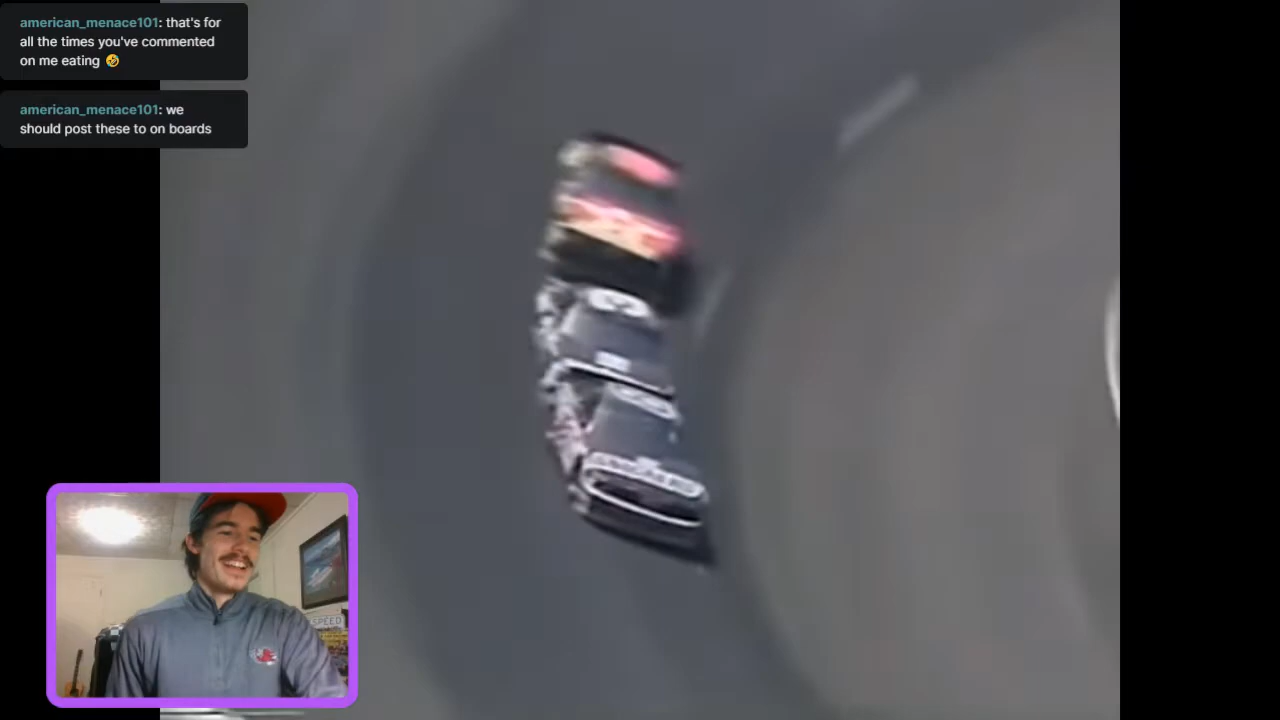 american_menace101: that's for
all the times you've commented
on me eating 🤣
american_menace101: we
should post these to on boards
SPEED